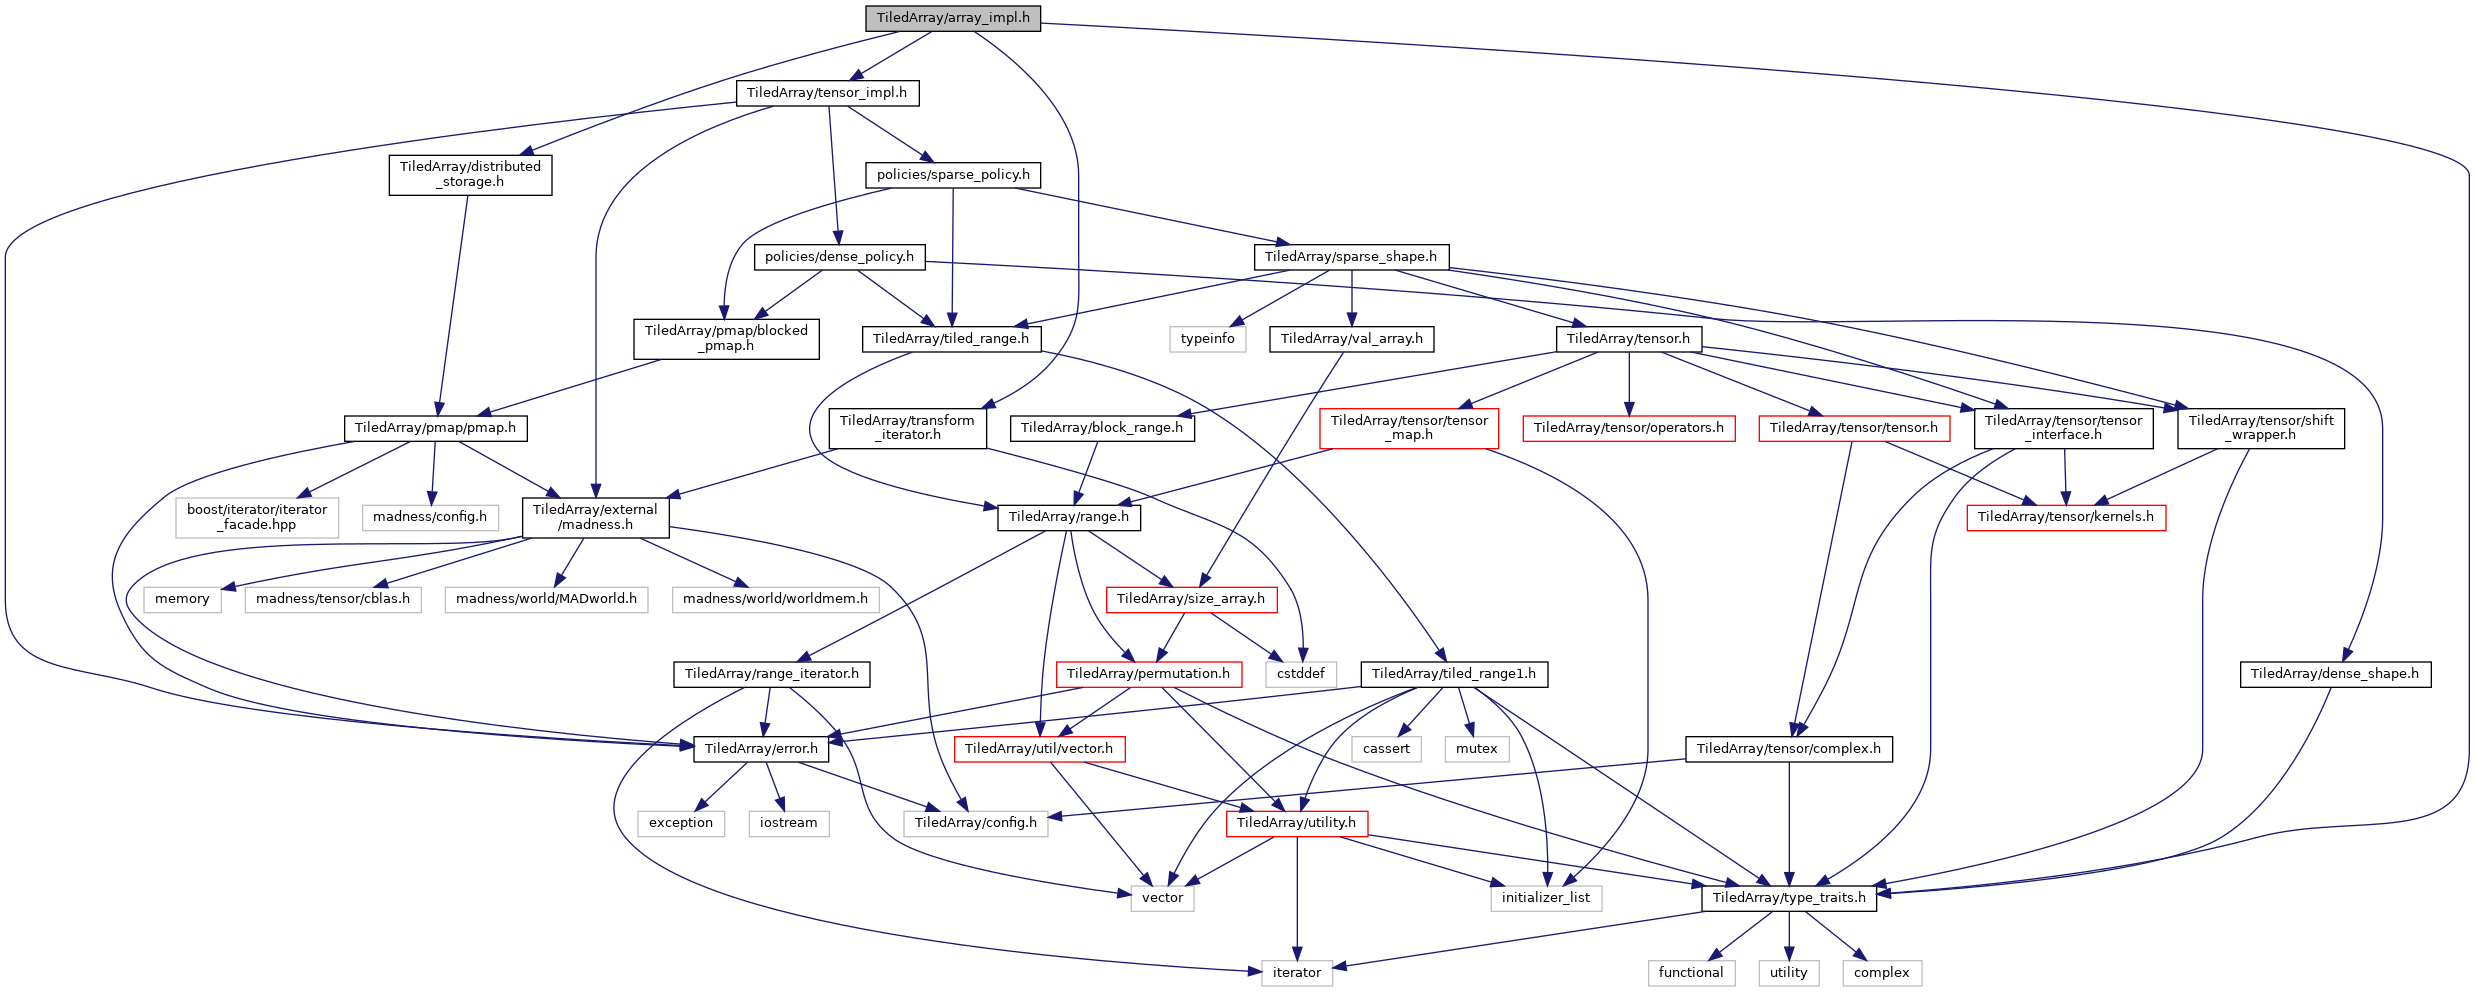 TiledArray/array_impl.h
TiledArray/tensor_impl.h
TiledArray/distributed
_storage.h
policies/sparse_policy.h
policies/dense_policy.h
TiledArray/sparse_shape.h
TiledArray/pmap/blocked
_pmap.h
TiledArray/tiled_range.h
typeinfo
TiledArray/val_array.h
TiledArray/tensor.h
TiledArray/pmap/pmap.h
TiledArray/transform
_iterator.h
TiledArray/block_range.h
TiledArray/tensor/tensor
_map.h
TiledArray/tensor/operators.h
TiledArray/tensor/tensor.h
TiledArray/tensor/tensor
_interface.h
TiledArray/tensor/shift
_wrapper.h
boost/iterator/iterator
_facade.hpp
madness/config.h
TiledArray/external
/madness.h
TiledArray/range.h
TiledArray/tensor/kernels.h
memory
madness/tensor/cblas.h
madness/world/MADworld.h
madness/world/worldmem.h
TiledArray/size_array.h
TiledArray/range_iterator.h
TiledArray/permutation.h
cstddef
TiledArray/tiled_range1.h
TiledArray/dense_shape.h
TiledArray/error.h
TiledArray/util/vector.h
cassert
mutex
TiledArray/tensor/complex.h
exception
iostream
TiledArray/config.h
TiledArray/utility.h
vector
initializer_list
TiledArray/type_traits.h
iterator
functional
utility
complex